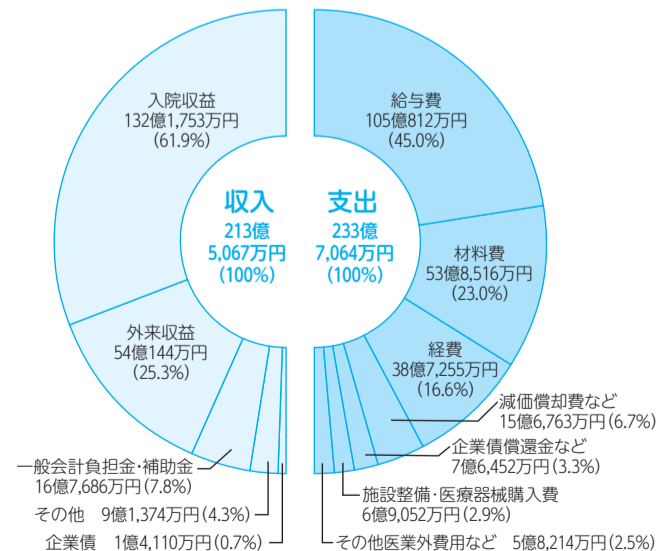 入院収益
132億1,753万円
(61.9%)
外来収益
54億144万円
(25.3%)
一般会計負担金・補助金
16億7,686万円(7.8%)
その他 9億1,374万円(4.3%)
企業債 1億4,110万円(0.7%)
収入
213億
5,067万円
(100%)
支出
233億
7,064万円
(100%)
給与費
105億812万円
(45.0%)
材料費
53億8,516万円
(23.0%)
経費
38億7,255万円
(16.6%)
減価償却費など
15億6,763万円(6.7%)
企業債償還金など
7億6,452万円(3.3%)
施設整備・医療器械購入費
6億9,052万円(2.9%)
その他医業外費用など 5億8,214万円(2.5%)